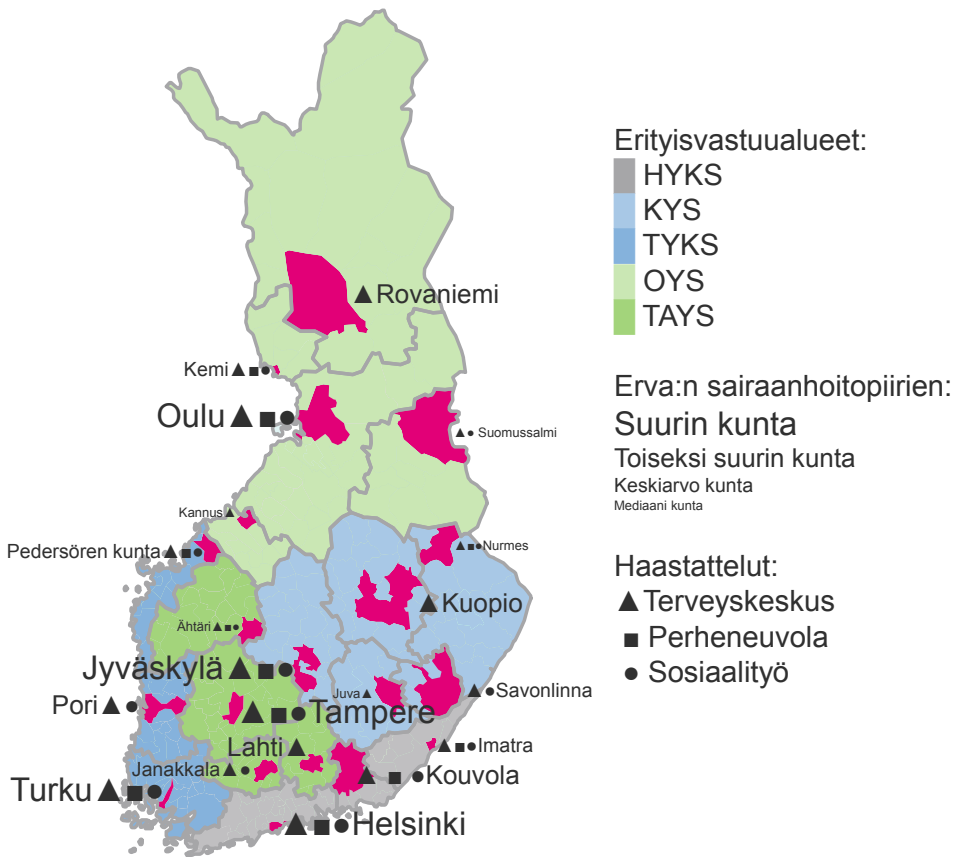 Rovaniemi
Kemi
Oulu
Suomussalmi
Kannus
Pedersören kunta
Nurmes
Kuopio
Ähtäri
Jyväskylä
Juva
Savonlinna
Pori
Tampere
Lahti
Imatra
Janakkala
Kouvola
Turku
Helsinki
Erityisvastuualueet:
HYKS
KYS
TYKS
OYS
TAYS
Erva:n sairaanhoitopiirien:
Suurin kunta
Toiseksi suurin kunta
Keskiarvo kunta
Mediaani kunta
Haastattelut:
Terveyskeskus
Perheneuvola
Sosiaalityö